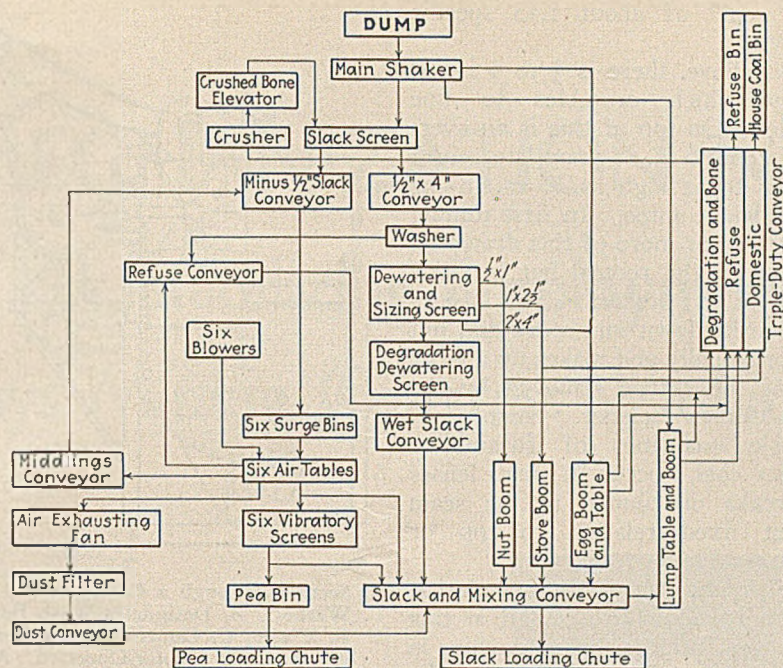 DUMP
Main Shaker
Crushed Bone
Elevator
Crusher
Slack Screen
Minus 1/2" Slack
Conveyor
1/2" x 4"
Conveyor
Washer
Refuse Conveyor
Dewatering
and
Sizing Screen
1/2"x1"
1"x2 1/2"
2"x4"
Six
Blowers
Degradation
Dewatering
Screen
Six Surge Bins
Wet Slack
Conveyor
Middlings
Conveyor
Six Air Tables
Air Exhausting
Fan
Six Vibratory
Screens
Nut Boom
Stove Boom
Egg Boom
and Table
Lump Table and Boom
Dust Filter
Pea Bin
Slack and Mixing Conveyor
Dust Conveyor
Pea Loading Chute
Slack Loading Chute
Refuse Bin
House Coal Bin
Degradation and Bone
Refuse
Domestic
Triple-Duty Conveyor